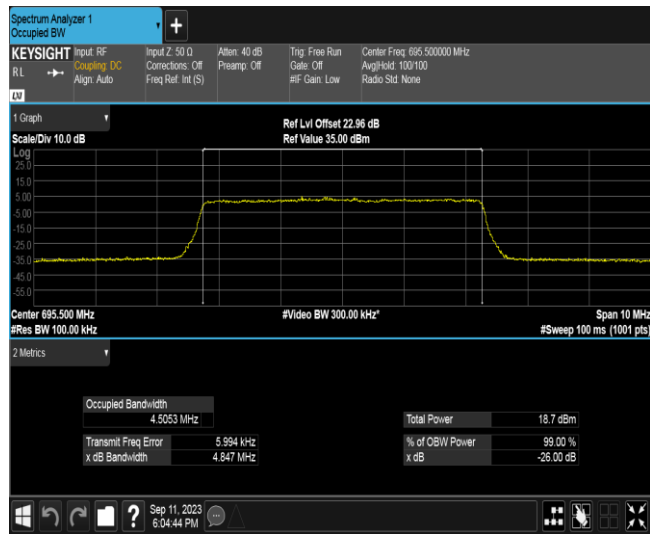 Spectrum Analyzer 1
Occupied BW
+
KEYSIGHT
RL
LXI
Input: RF
Coupling: DC
Align: Auto
Input Z: 50 Ω
Corrections: Off
Freq Ref: Int (S)
Atten: 40 dB
Preamp: Off
Trig: Free Run
Gate: Off
#IF Gain: Low
Center Freq: 695.500000 MHz
Avg|Hold: 100/100
Radio Std: None
1 Graph
Scale/Div 10.0 dB
Ref Lvl Offset 22.96 dB
Ref Value 35.00 dBm
Log
25.0
15.0
5.00
-5.00
-15.0
-25.0
-35.0
-45.0
-55.0
Center 695.500 MHz
#Res BW 100.00 kHz
#Video BW 300.00 kHz*
Span 10 MHz
#Sweep 100 ms (1001 pts)
2 Metrics
Occupied Bandwidth
4.5053 MHz
Transmit Freq Error 5.994 kHz
x dB Bandwidth 4.847 MHz
Total Power 18.7 dBm
% of OBW Power 99.00 %
x dB -26.00 dB
?
Sep 11, 2023
6:04:44 PM